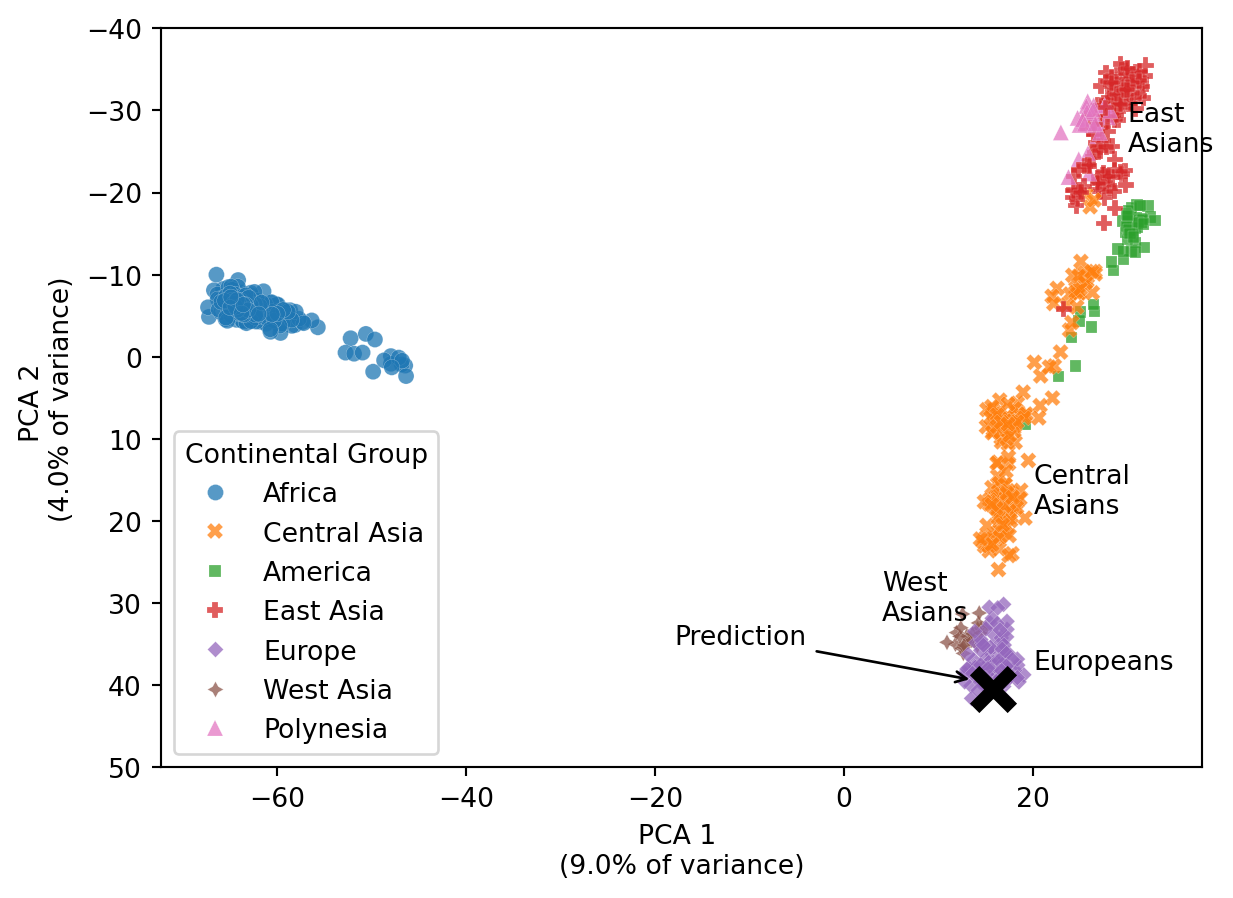 −40
−30
−20
−10
0
10
20
30
40
50
PCA 2
(4.0% of variance)
East
Asians
Central
Asians
West
Asians
Prediction
Europeans
Continental Group
Africa
Central Asia
America
East Asia
Europe
West Asia
Polynesia
−60
−40
−20
0
20
PCA 1
(9.0% of variance)